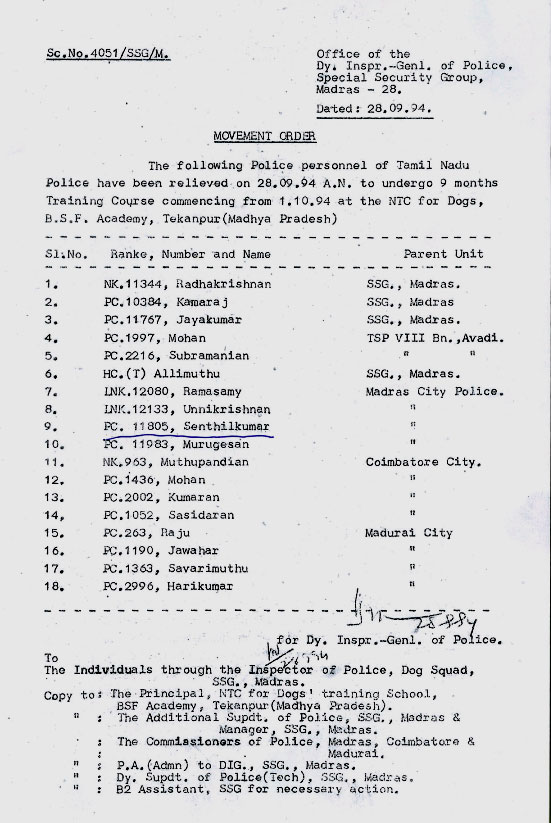 Sc.No.4051/SSG/M.
Office of the
Dy. Inspr.-Genl. of Police,
Special Security Group,
Madras - 28.
Dated: 28.09.94.
MOVEMENT ORDER
The following Police personnel of Tamil Nadu
Police have been relieved on 28.09.94 A.N. to undergo 9 months
Training Course commencing from 1.10.94 at the NTC for Dogs,
B.S.F. Academy, Tekanpur(Madhya Pradesh)
Sl.No. Ranke, Number and Name Parent Unit
1. NK.11344, Radhakrishnan SSG., Madras.
2. PC.10384, Kamaraj SSG., Madras
3. PC.11767, Jayakumar SSG., Madras.
4. PC.1997, Mohan TSP VIII Bn.,Avadi.
5. PC.2216, Subramanian " "
6. HC.(T) Allimuthu SSG., Madras.
7. LNK.12080, Ramasamy Madras City Police.
8. LNK.12133, Unnikrishnan "
9. PC. 11805, Senthilkumar "
10. PC. 11983, Murugesan "
11. NK.963, Muthupandian Coimbatore City.
12. PC.1436, Mohan "
13. PC.2002, Kumaran "
14, PC.1052, Sasidaran "
15. PC.263, Raju Madurai City
16. PC.1190, Jawahar "
17. PC.1363, Savarimuthu "
18. PC.2996, Harikumar "
for Dy. Inspr.-Genl. of Police.
To
The Individuals through the Inspector of Police, Dog Squad,
SSG., Madras.
Copy to: The Principal, NTC for Dogs' training School,
BSF Academy, Tekanpur(Madhya Pradesh).
" : The Additional Supdt. of Police, SSG., Madras &
Manager, SSG., Madras.
" : The Commissioners of Police, Madras, Coimbatore &
Madurai.
" : P.A.(Admn) to DIG., SSG., Madras.
" : Dy. Supdt. of Police(Tech), SSG., Madras.
" : B2 Assistant, SSG for necessary action.